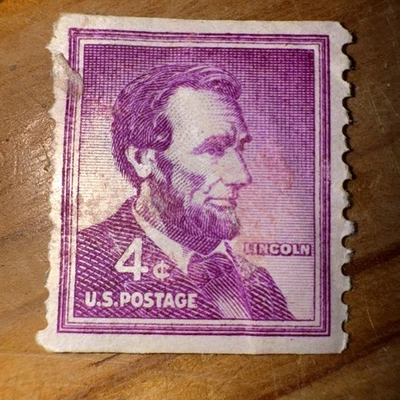 LINCOLN
4¢
U.S. POSTAGE